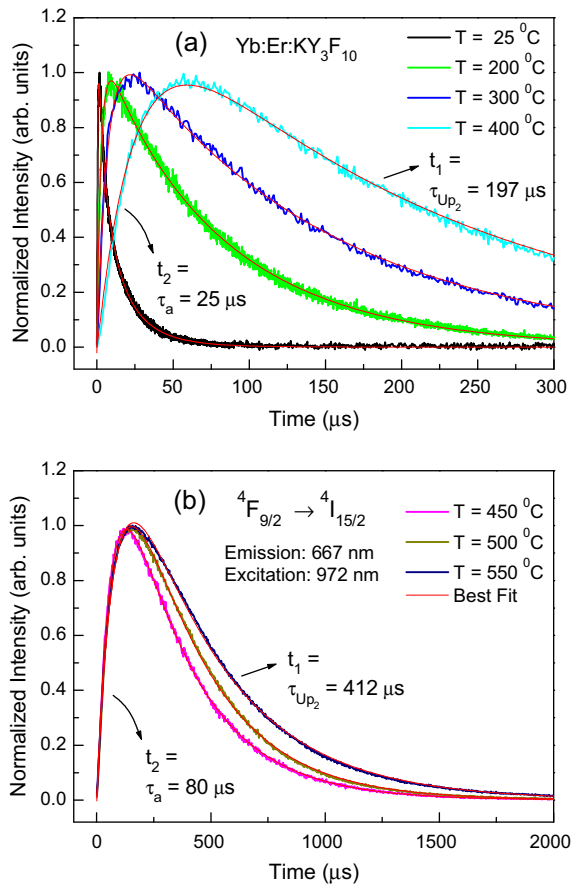 (a)
Yb:Er:KY₃F₁₀
T = 25 ⁰C
T = 200 ⁰C
T = 300 ⁰C
T = 400 ⁰C
t₁ =
τ_Up₂ = 197 μs
t₂ =
τₐ = 25 μs
Normalized Intensity (arb. units)
1.2
1.0
0.8
0.6
0.4
0.2
0.0
0 50 100 150 200 250 300
Time (μs)
(b)
⁴F₉/₂ → ⁴I₁₅/₂
Emission: 667 nm
Excitation: 972 nm
T = 450 ⁰C
T = 500 ⁰C
T = 550 ⁰C
Best Fit
t₁ =
τ_Up₂ = 412 μs
t₂ =
τₐ = 80 μs
Normalized Intensity (arb. units)
1.2
1.0
0.8
0.6
0.4
0.2
0.0
0 500 1000 1500 2000
Time (μs)